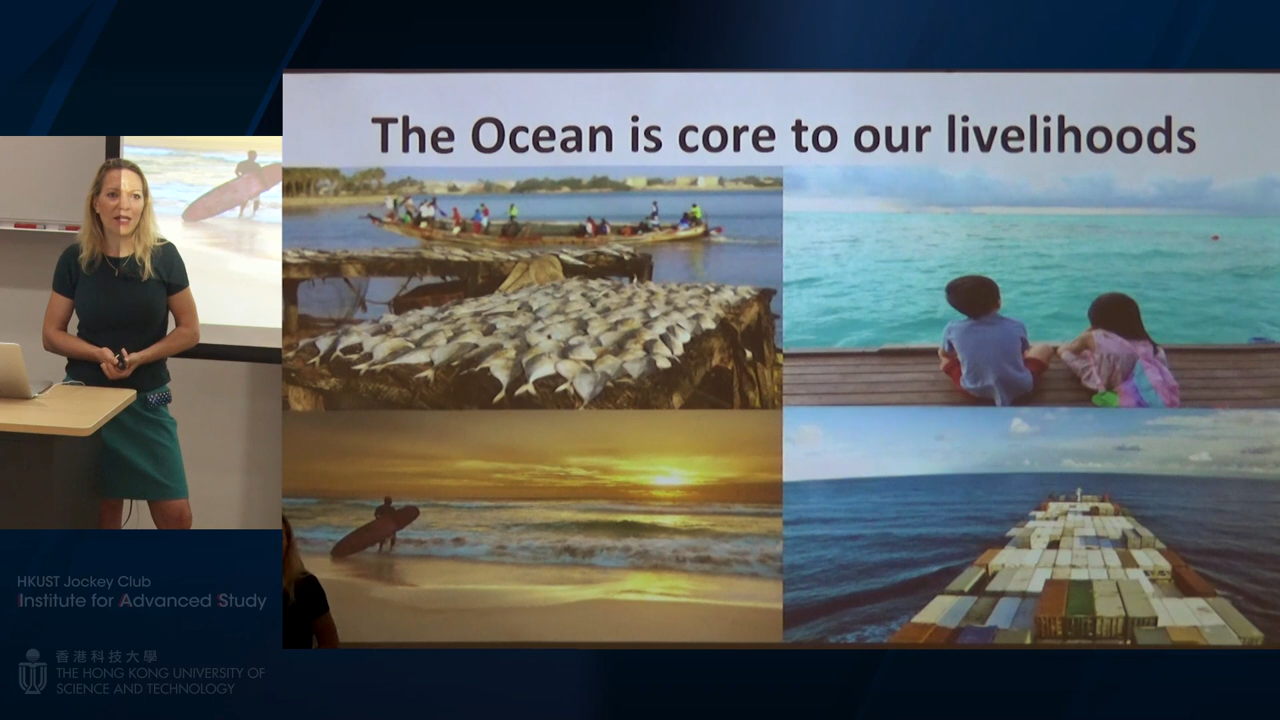 The Ocean is core to our livelihoods
HKUST Jockey Club
Institute for Advanced Study
香港科技大學
THE HONG KONG UNIVERSITY OF
SCIENCE AND TECHNOLOGY